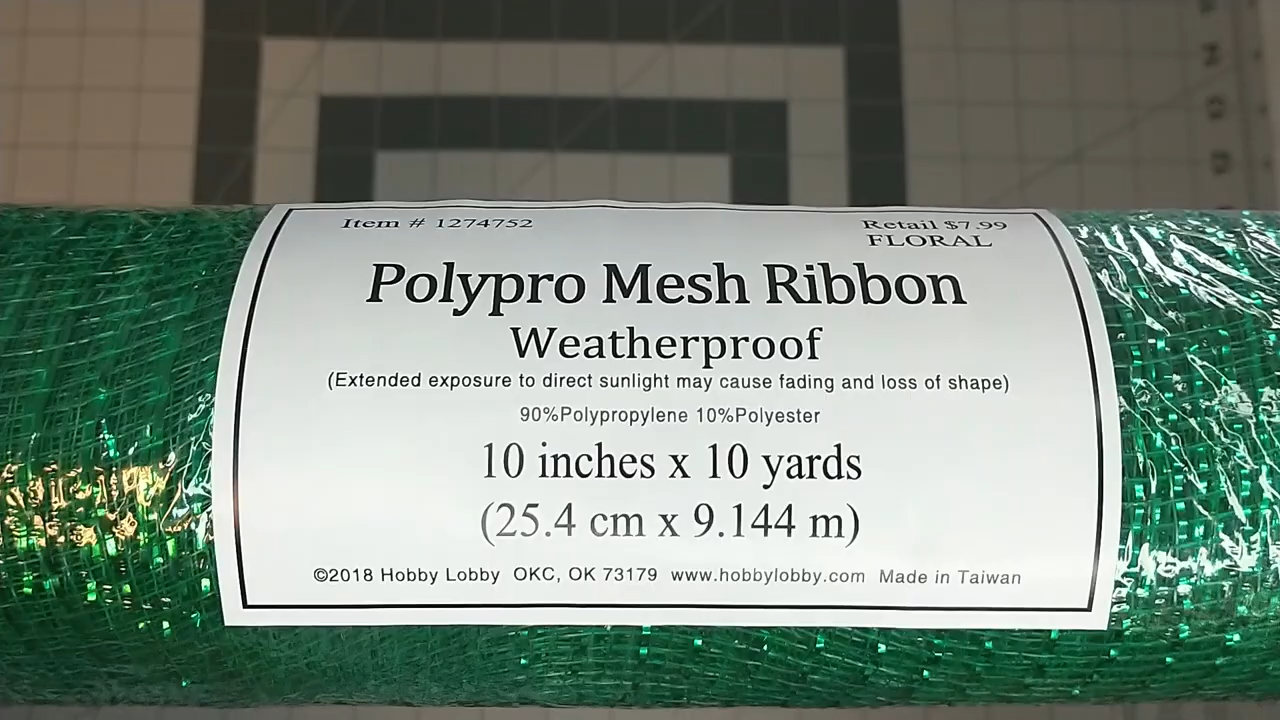 Item # 1274752
Retail $7.99
FLORAL
Polypro Mesh Ribbon
Weatherproof
(Extended exposure to direct sunlight may cause fading and loss of shape)
90%Polypropylene 10%Polyester
10 inches x 10 yards
(25.4 cm x 9.144 m)
©2018 Hobby Lobby OKC, OK 73179 www.hobbylobby.com Made in Taiwan